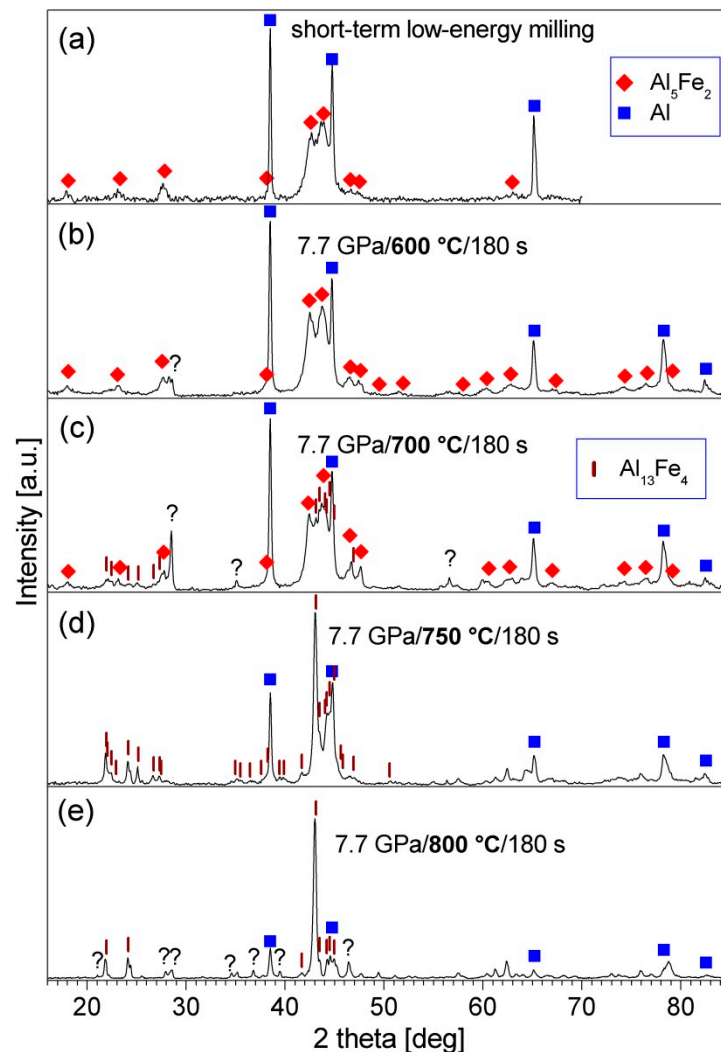 (a)
short-term low-energy milling
Al₅Fe₂
Al
(b)
7.7 GPa/600 °C/180 s
?
(c)
7.7 GPa/700 °C/180 s
Al₁₃Fe₄
?
?
?
(d)
7.7 GPa/750 °C/180 s
(e)
7.7 GPa/800 °C/180 s
? ?? ? ? ? ?
Intensity [a.u.]
20 30 40 50 60 70 80
2 theta [deg]